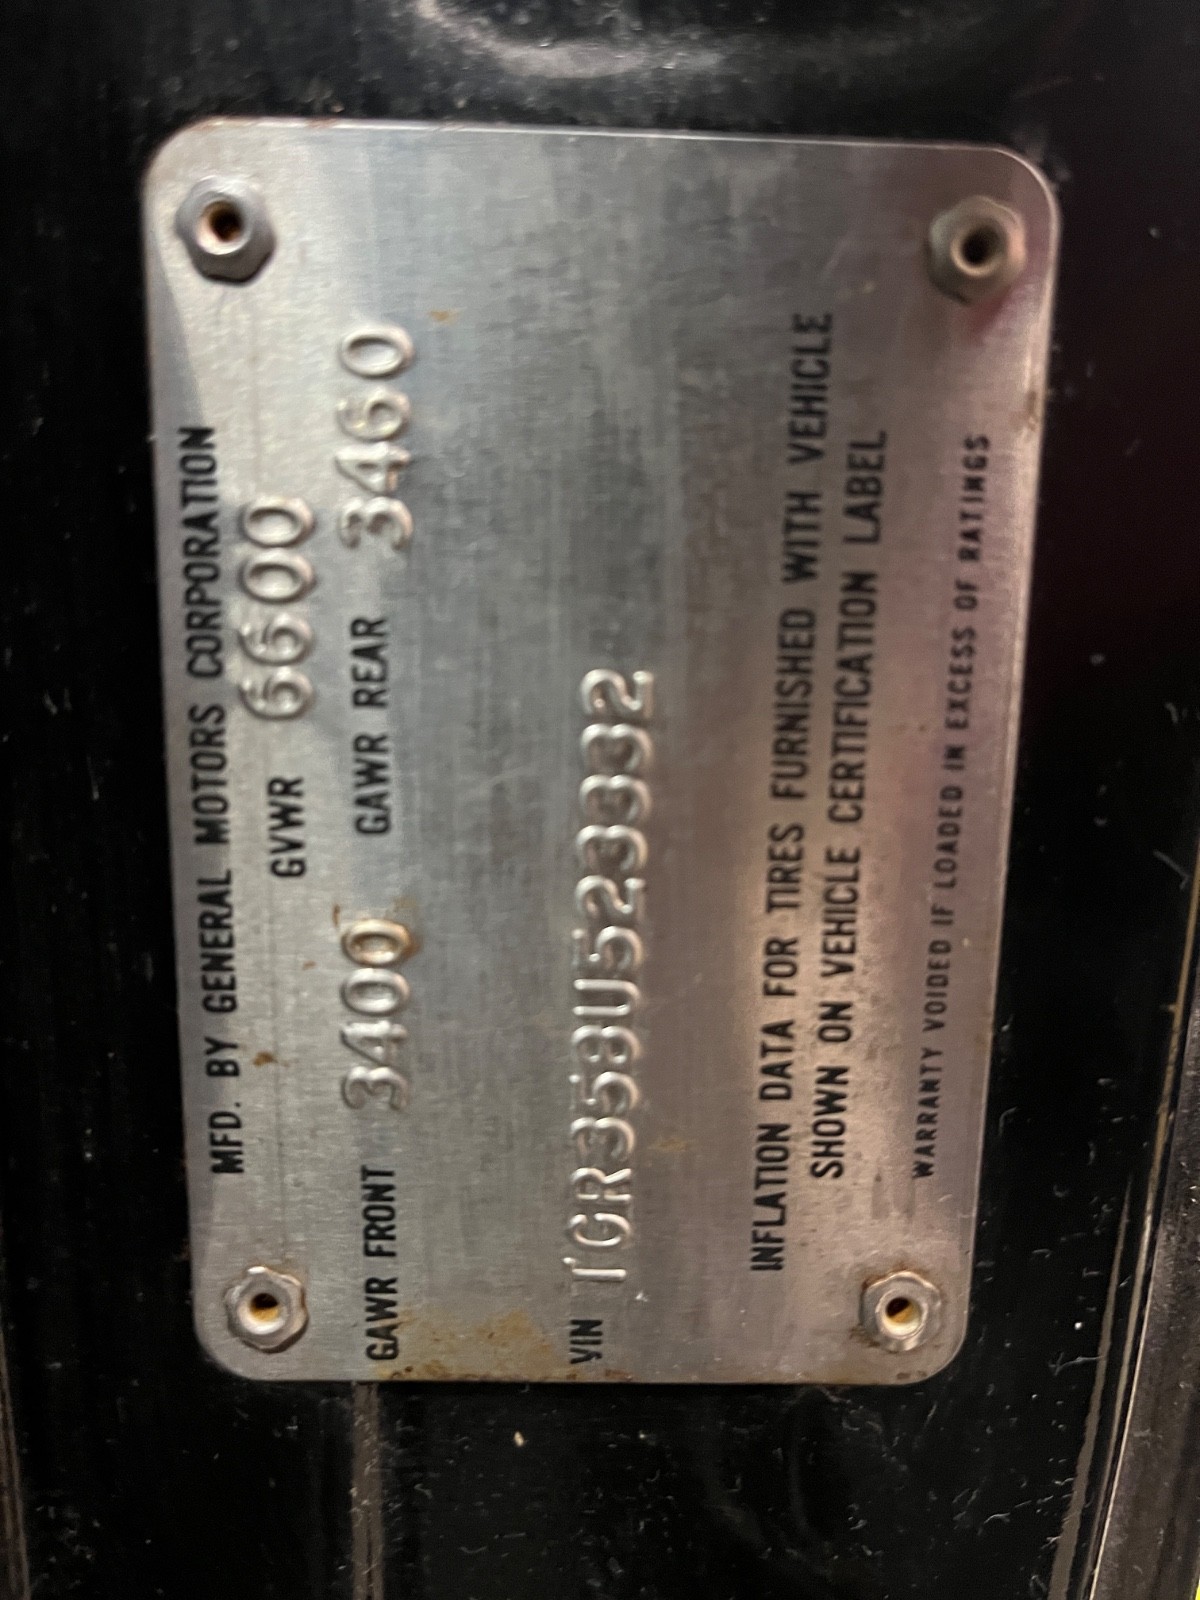 MFD. BY GENERAL MOTORS CORPORATION
GVWR 6600
GAWR FRONT 3400 GAWR REAR 3460
VIN TGR358U523332
INFLATION DATA FOR TIRES FURNISHED WITH VEHICLE
SHOWN ON VEHICLE CERTIFICATION LABEL
WARRANTY VOIDED IF LOADED IN EXCESS OF RATINGS